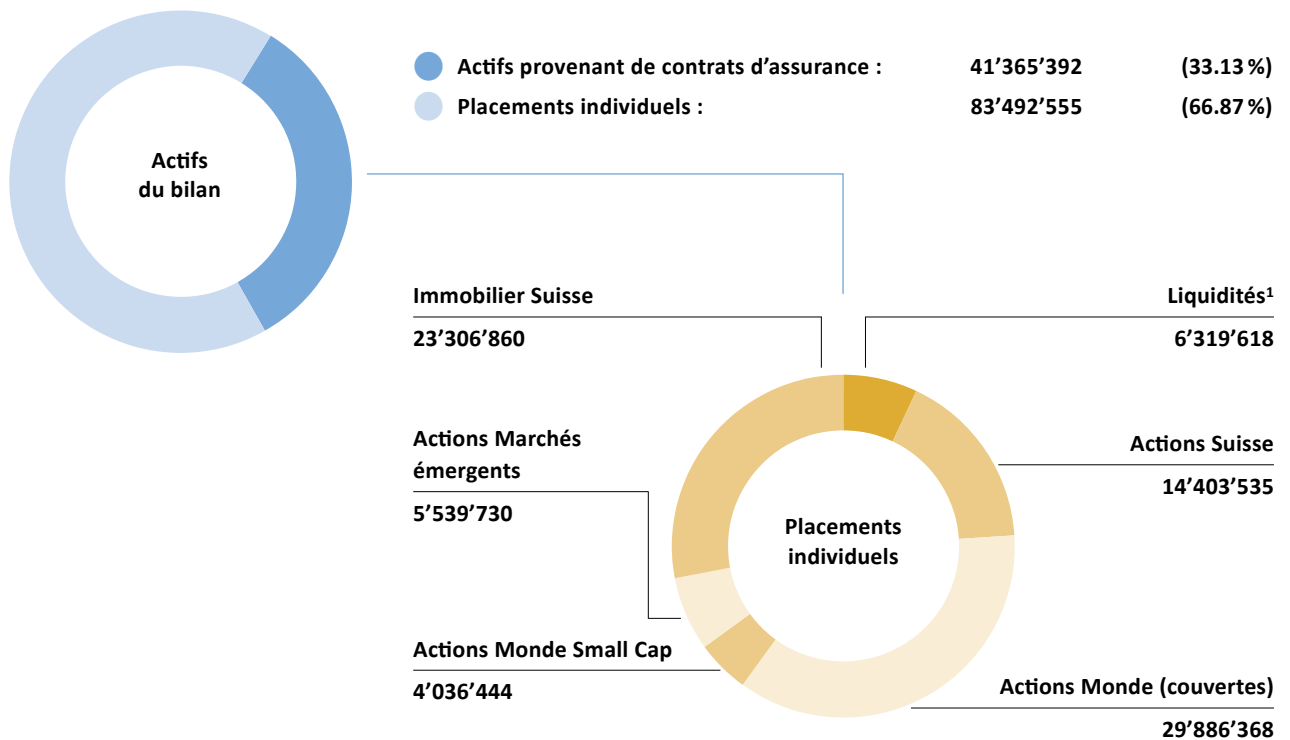 Actifs provenant de contrats d’assurance : 41’365’392 (33.13 %)
Placements individuels : 83’492’555 (66.87 %)
Actifs
du bilan
Immobilier Suisse
23’306’860
Liquidités¹
6’319’618
Actions Marchés
émergents
5’539’730
Actions Suisse
14’403’535
Placements
individuels
Actions Monde Small Cap
4’036’444
Actions Monde (couvertes)
29’886’368